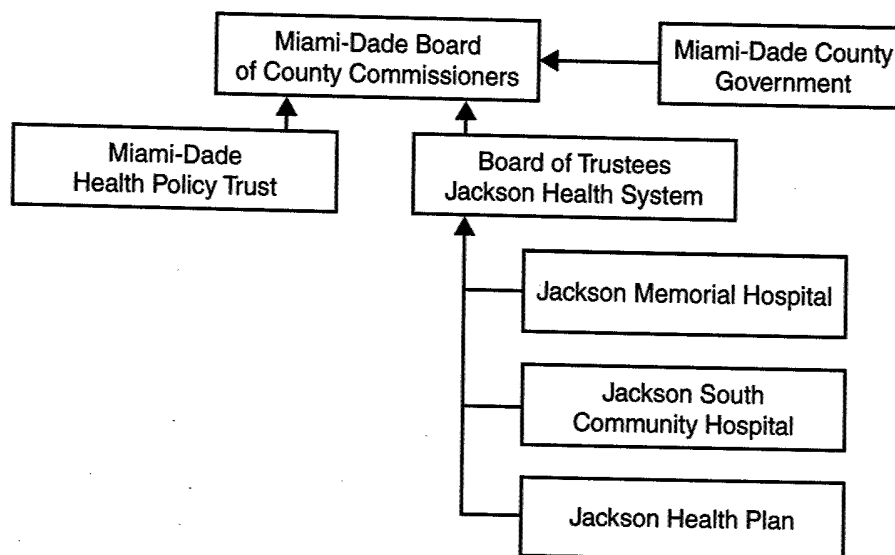 Miami-Dade Board
of County Commissioners
Miami-Dade County
Government
Miami-Dade
Health Policy Trust
Board of Trustees
Jackson Health System
Jackson Memorial Hospital
Jackson South
Community Hospital
Jackson Health Plan